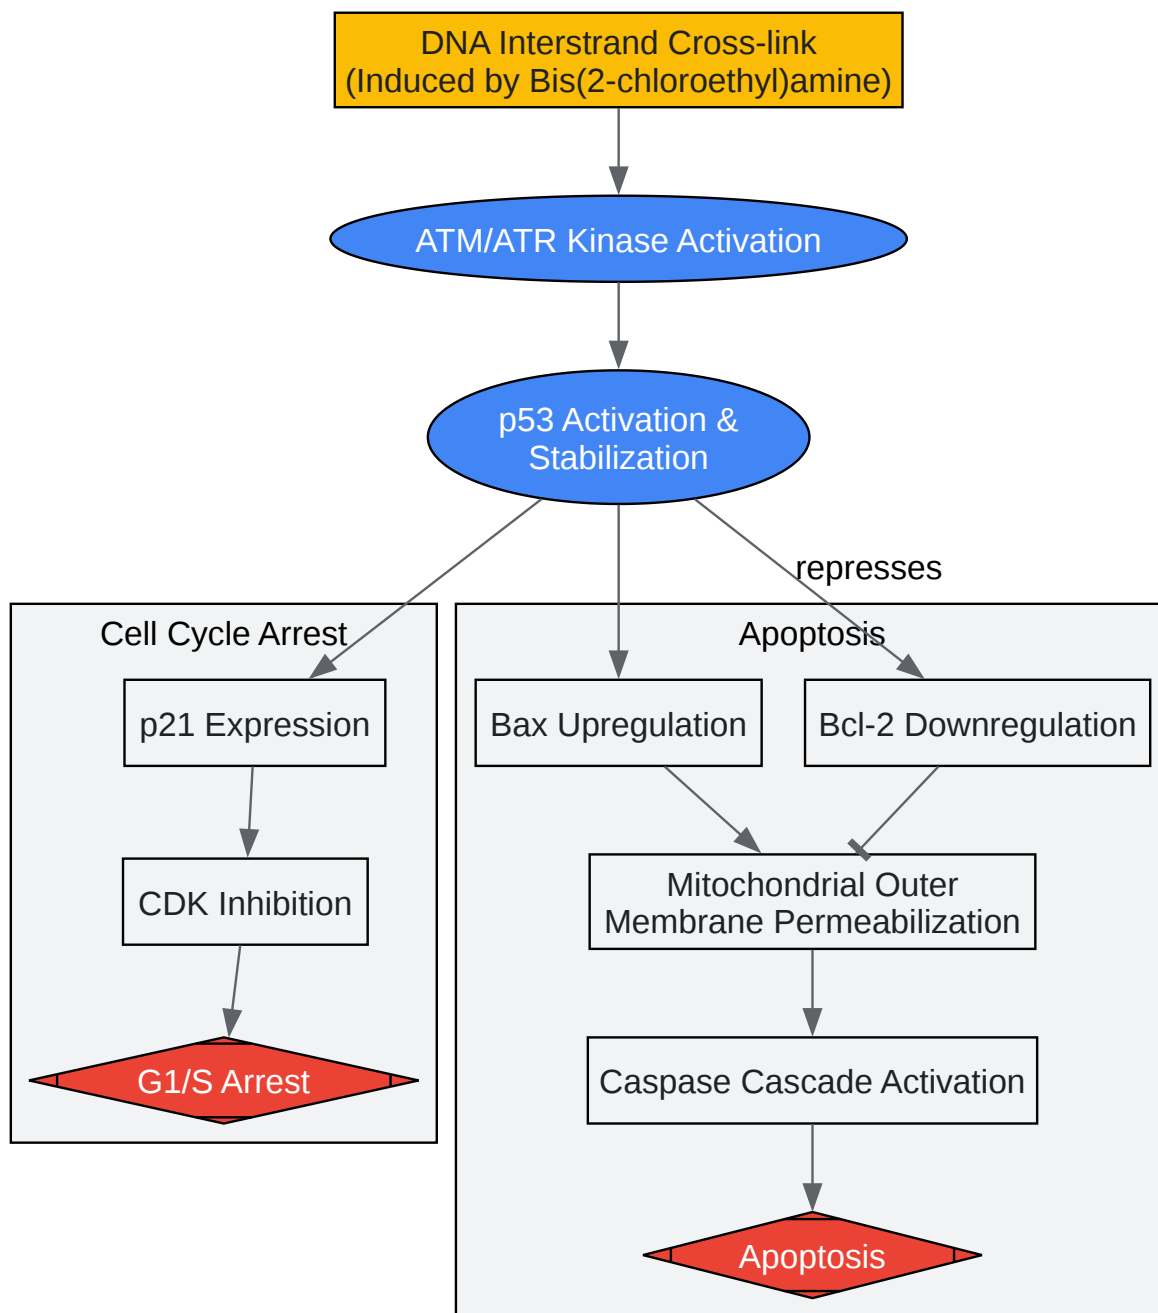 DNA Interstrand Cross-link
(Induced by Bis(2-chloroethyl)amine)
ATM/ATR Kinase Activation
p53 Activation &
Stabilization
represses
Cell Cycle Arrest
Apoptosis
p21 Expression
Bax Upregulation
Bcl-2 Downregulation
CDK Inhibition
Mitochondrial Outer
Membrane Permeabilization
G1/S Arrest
Caspase Cascade Activation
Apoptosis